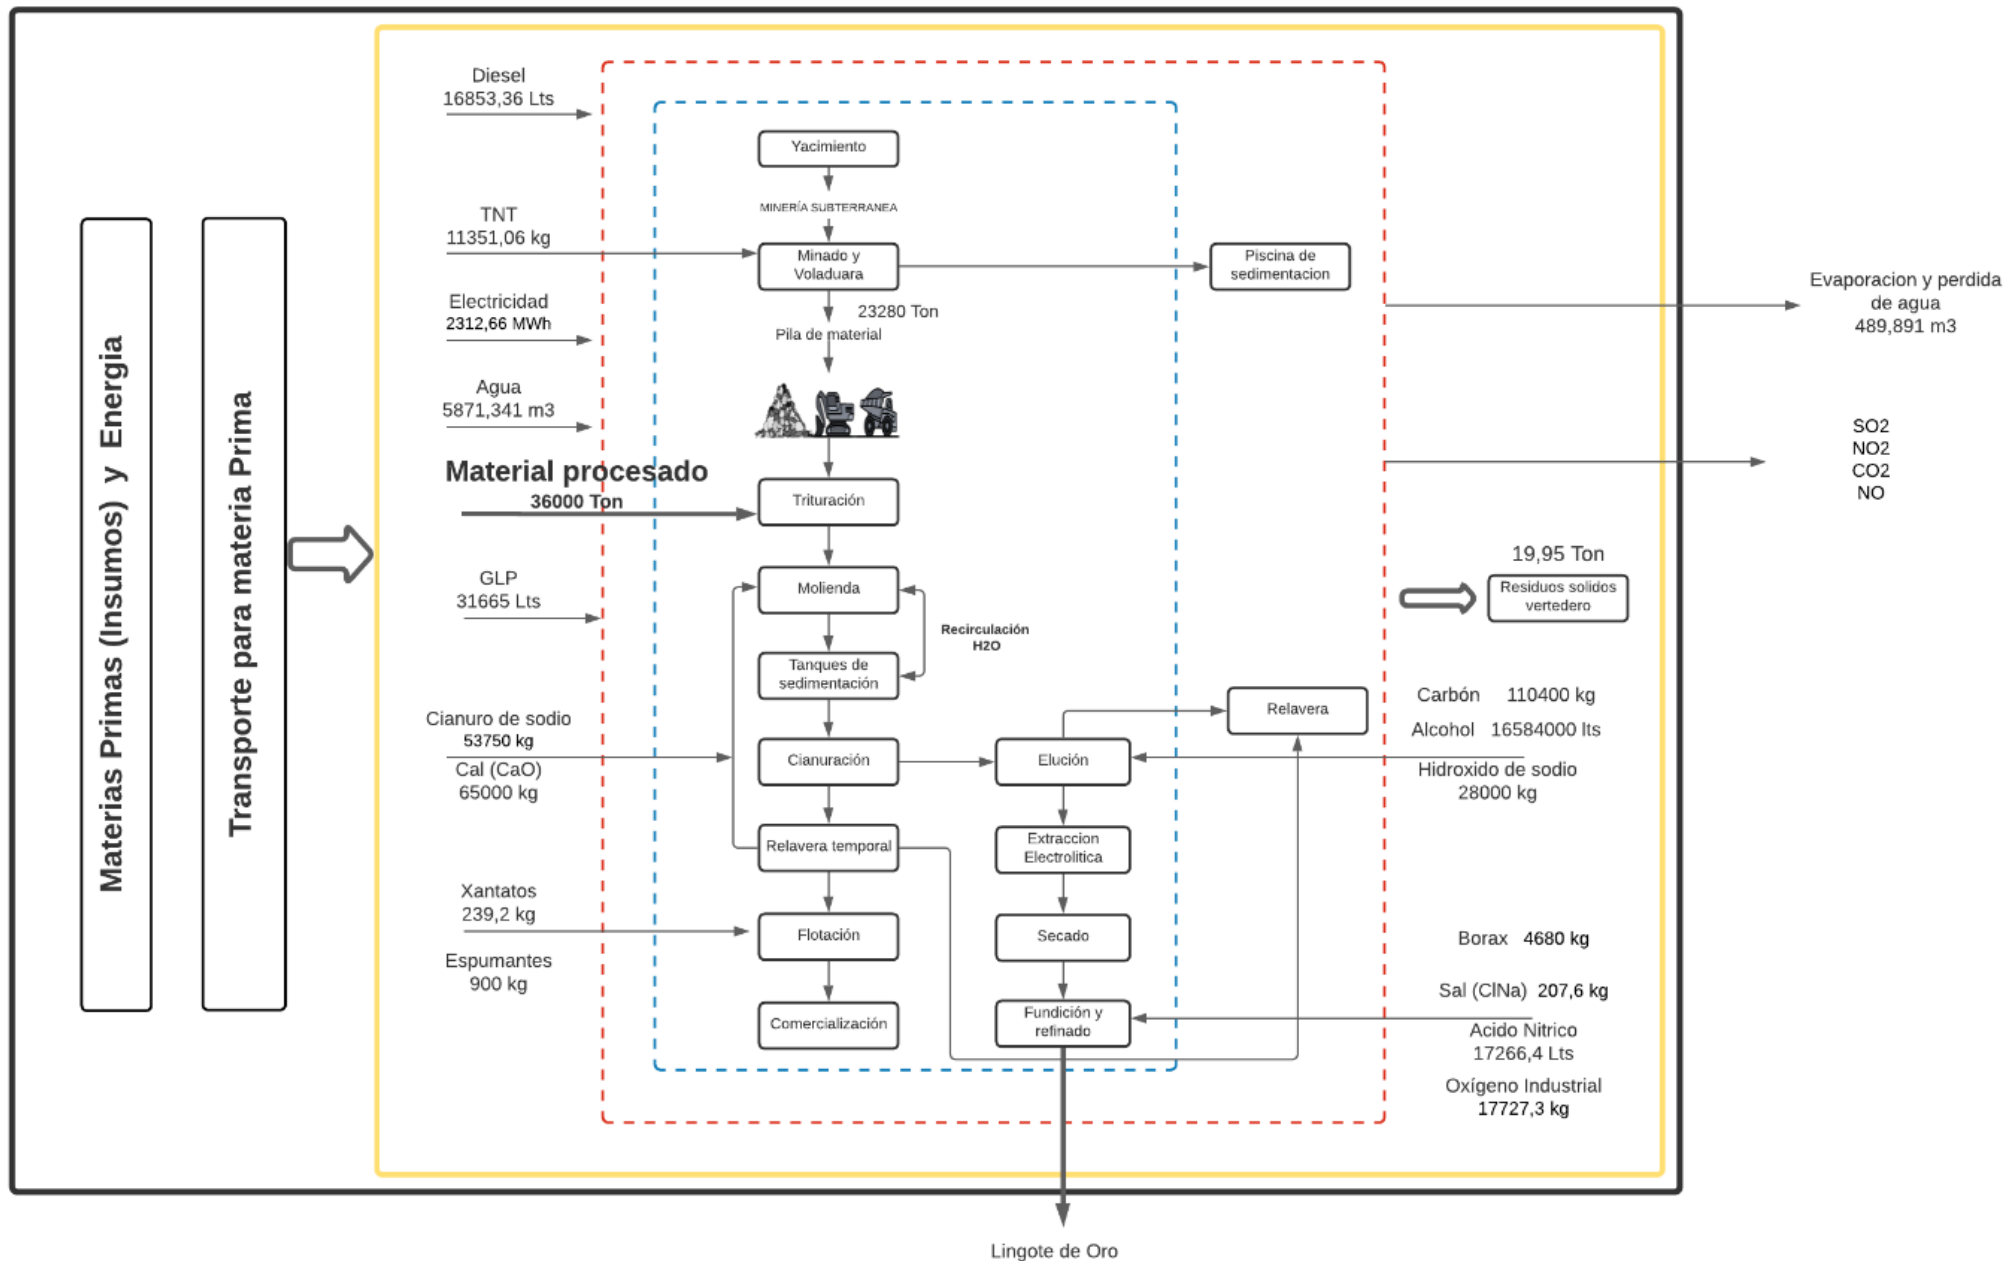 Materias Primas (Insumos) y Energia
Transporte para materia Prima
Diesel
16853,36 Lts
TNT
11351,06 kg
Electricidad
2312,66 MWh
Agua
5871,341 m3
Material procesado
36000 Ton
GLP
31665 Lts
Cianuro de sodio
53750 kg
Cal (CaO)
65000 kg
Xantatos
239,2 kg
Espumantes
900 kg
Yacimiento
MINERÍA SUBTERRANEA
Minado y
Voladuara
23280 Ton
Pila de material
Trituración
Molienda
Recirculación
H2O
Tanques de
sedimentación
Cianuración
Relavera temporal
Flotación
Comercialización
Elución
Extraccion
Electrolitica
Secado
Fundición y
refinado
Piscina de
sedimentacion
Relavera
Carbón 110400 kg
Alcohol 16584000 lts
Hidroxido de sodio
28000 kg
Borax 4680 kg
Sal (ClNa) 207,6 kg
Acido Nitrico
17266,4 Lts
Oxígeno Industrial
17727,3 kg
Evaporacion y perdida
de agua
489,891 m3
SO2
NO2
CO2
NO
19,95 Ton
Residuos solidos
vertedero
Lingote de Oro